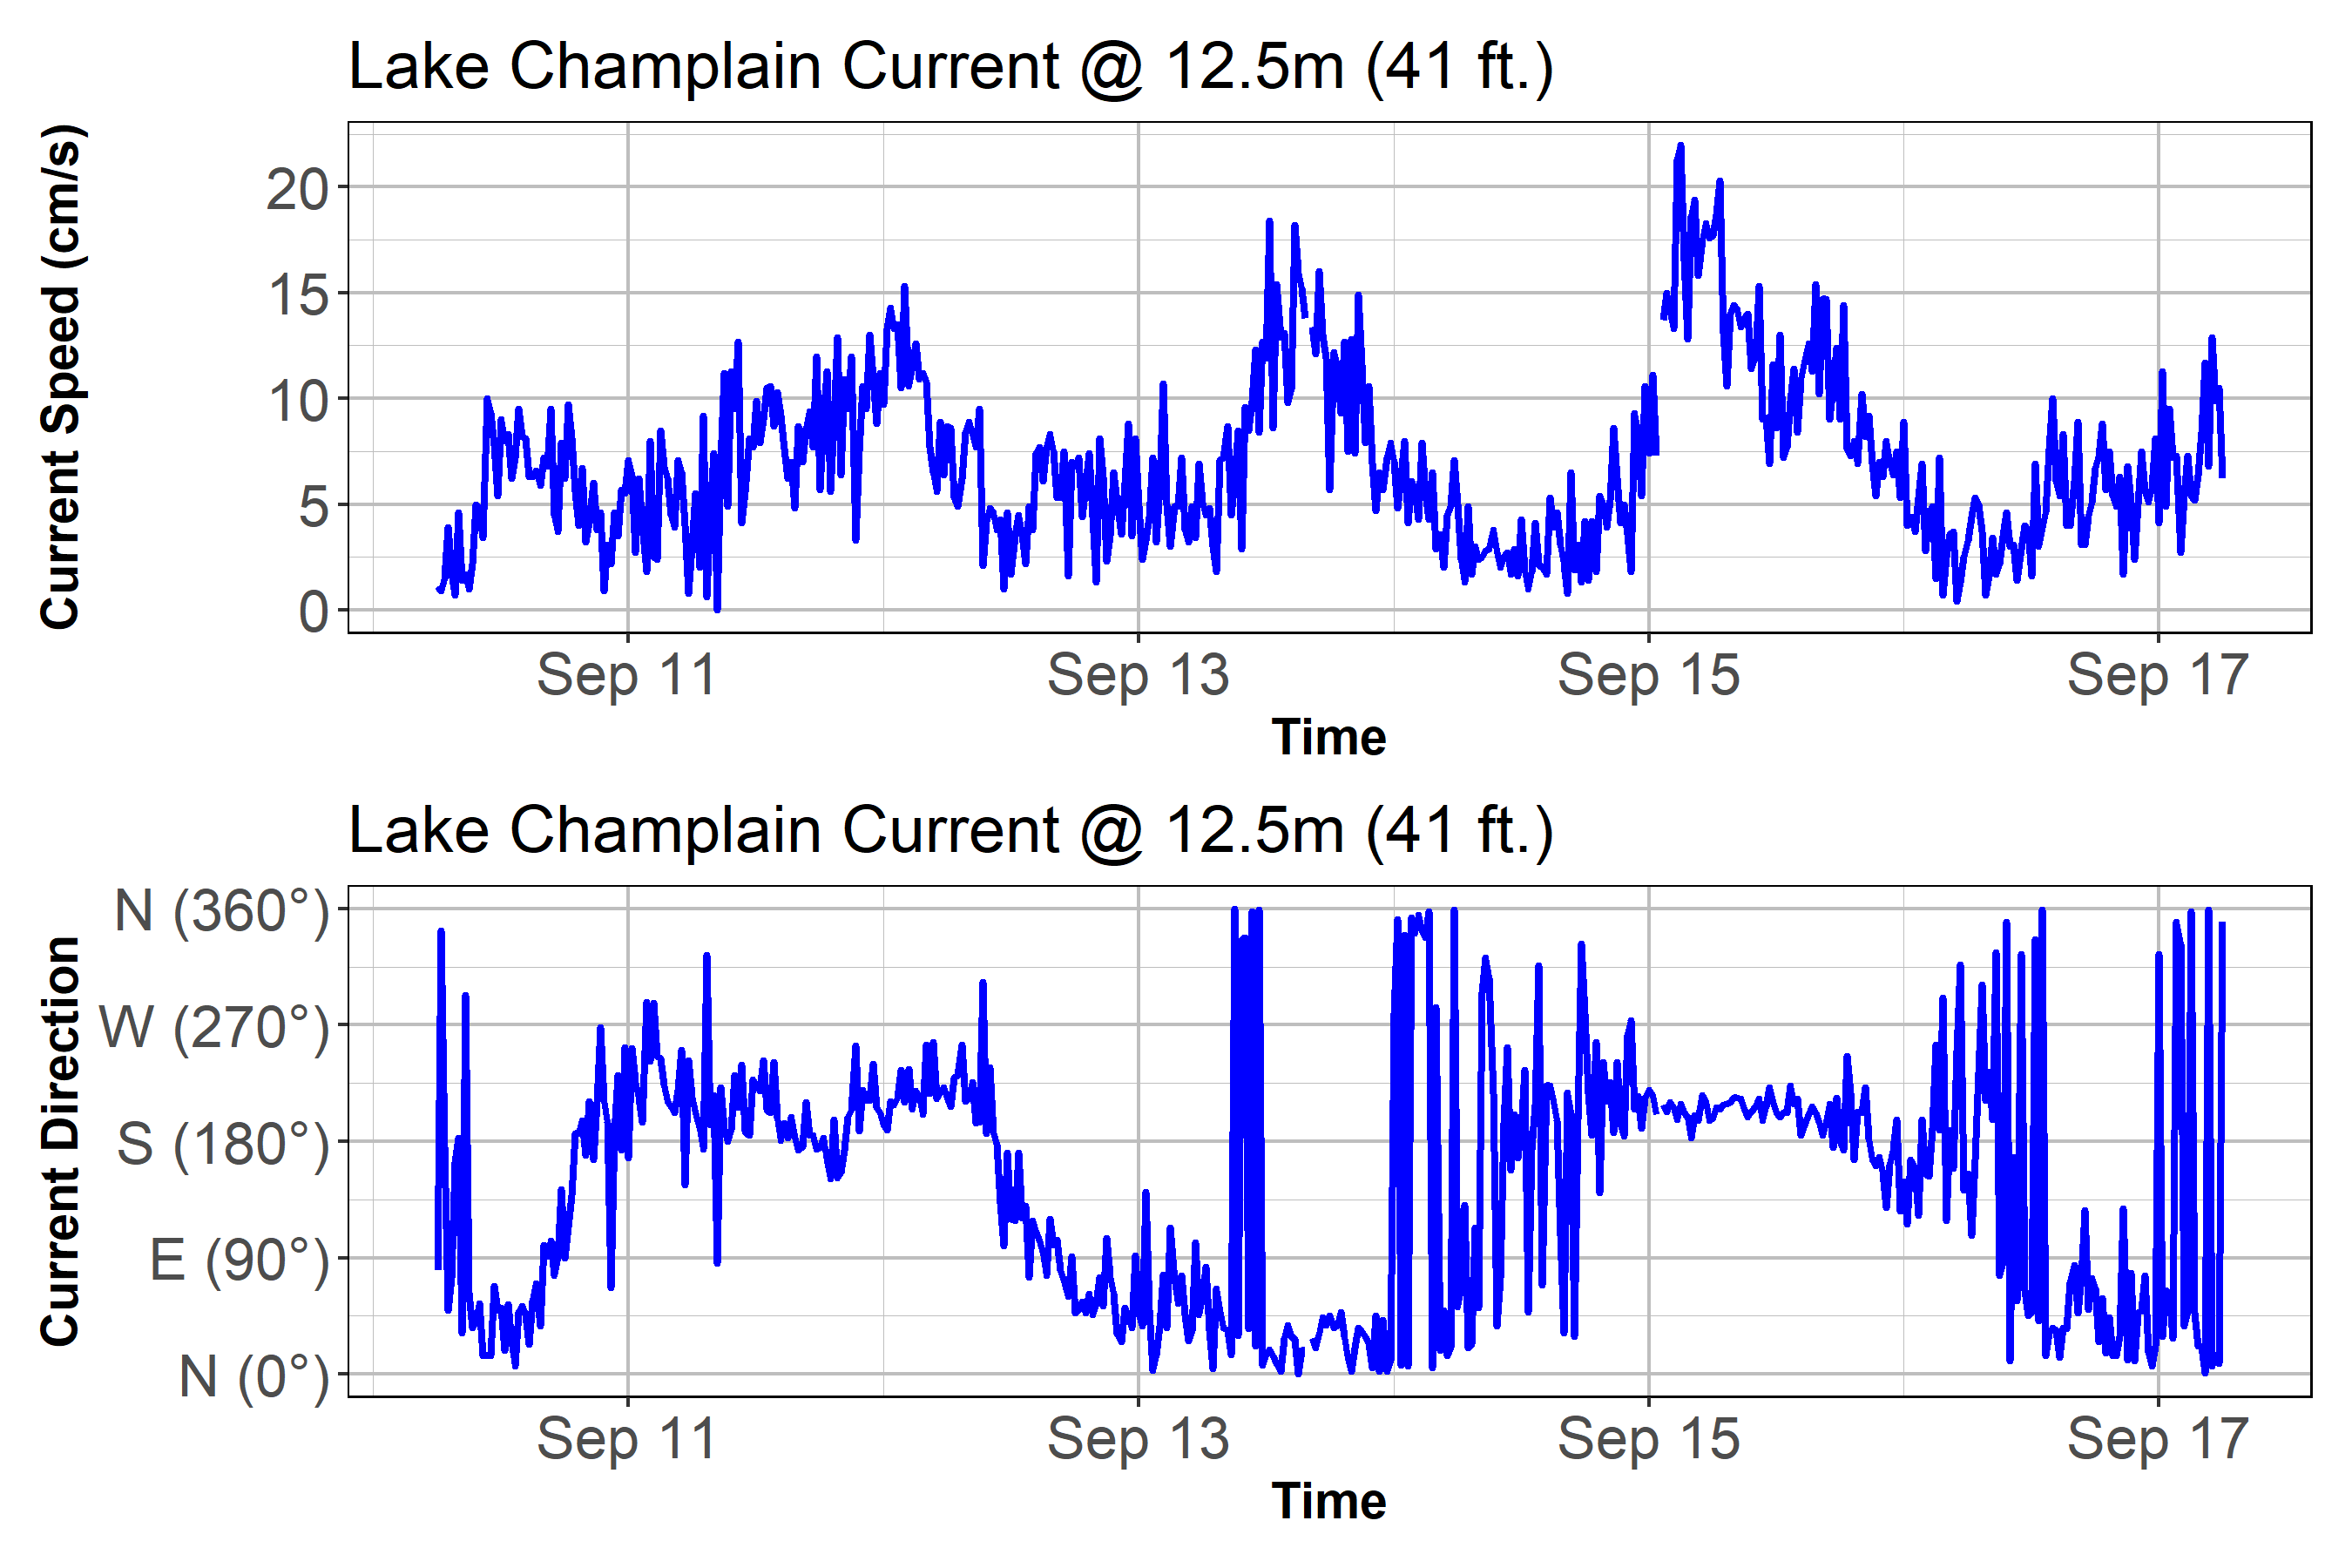 Lake Champlain Current @ 12.5m (41 ft.)
Current Speed (cm/s)
20
15
10
5
0
Sep 11 Sep 13 Sep 15 Sep 17
Time
Lake Champlain Current @ 12.5m (41 ft.)
Current Direction
N (360°)
W (270°)
S (180°)
E (90°)
N (0°)
Sep 11 Sep 13 Sep 15 Sep 17
Time